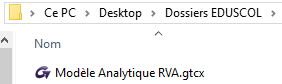 Ce PC > Desktop > Dossiers EDUSCOL >
Nom
Modèle Analytique RVA.gtcx